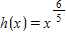 h(x) = x^{6/5}